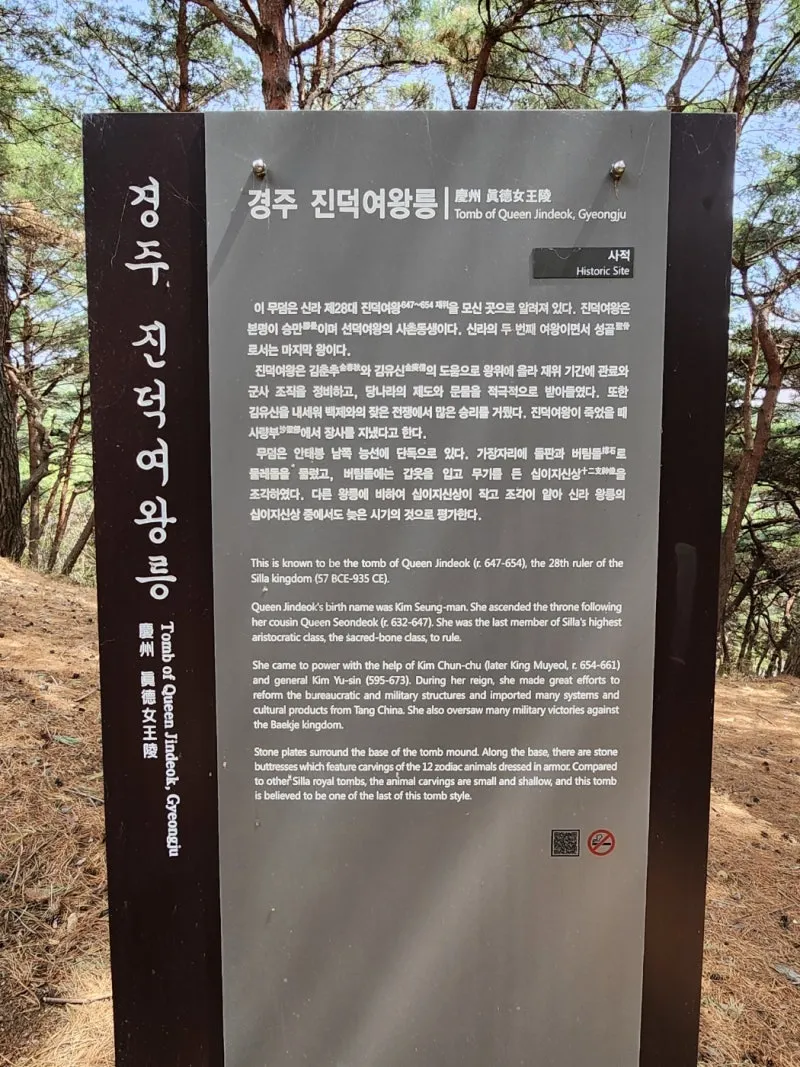 경주 진덕여왕릉
慶州 眞德女王陵
Tomb of Queen Jindeok, Gyeongju
경주 진덕여왕릉
慶州 眞德女王陵
Tomb of Queen Jindeok, Gyeongju
사적
Historic Site
이 무덤은 신라 제28대 진덕여왕647~654 재위을 모신 곳으로 알려져 있다. 진덕여왕은
본명이 승만勝曼이며 선덕여왕의 사촌동생이다. 신라의 두 번째 여왕이면서 성골聖骨
로서는 마지막 왕이다.
진덕여왕은 김춘추金春秋와 김유신金庾信의 도움으로 왕위에 올라 재위 기간에 관료와
군사 조직을 정비하고, 당나라의 제도와 문물을 적극적으로 받아들였다. 또한
김유신을 내세워 백제와의 잦은 전쟁에서 많은 승리를 거뒀다. 진덕여왕이 죽었을 때
사량부沙梁部에서 장사를 지냈다고 한다.
무덤은 안태봉 남쪽 능선에 단독으로 있다. 가장자리에 돌판과 버팀돌撑石로
둘레돌을 둘렀고, 버팀돌에는 갑옷을 입고 무기를 든 십이지신상十二支神像을
조각하였다. 다른 왕릉에 비하여 십이지신상이 작고 조각이 얕아 신라 왕릉의
십이지신상 중에서도 늦은 시기의 것으로 평가한다.
This is known to be the tomb of Queen Jindeok (r. 647-654), the 28th ruler of the
Silla kingdom (57 BCE-935 CE).
Queen Jindeok's birth name was Kim Seung-man. She ascended the throne following
her cousin Queen Seondeok (r. 632-647). She was the last member of Silla's highest
aristocratic class, the sacred-bone class, to rule.
She came to power with the help of Kim Chun-chu (later King Muyeol, r. 654-661)
and general Kim Yu-sin (595-673). During her reign, she made great efforts to
reform the bureaucratic and military structures and imported many systems and
cultural products from Tang China. She also oversaw many military victories against
the Baekje kingdom.
Stone plates surround the base of the tomb mound. Along the base, there are stone
buttresses which feature carvings of the 12 zodiac animals dressed in armor. Compared
to other Silla royal tombs, the animal carvings are small and shallow, and this tomb
is believed to be one of the last of this tomb style.